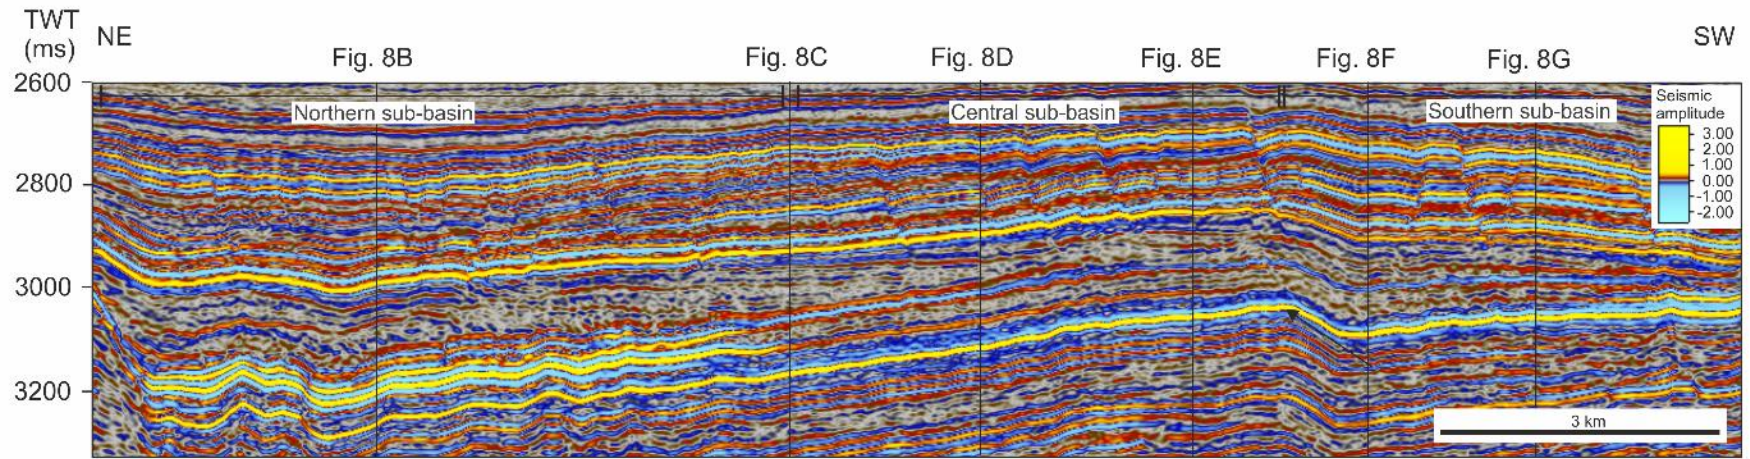 TWT
(ms)
NE
SW
Fig. 8B
Fig. 8C
Fig. 8D
Fig. 8E
Fig. 8F
Fig. 8G
2600
Northern sub-basin
Central sub-basin
Southern sub-basin
Seismic
amplitude
3.00
2.00
1.00
0.00
-1.00
-2.00
2800
3000
3200
3 km